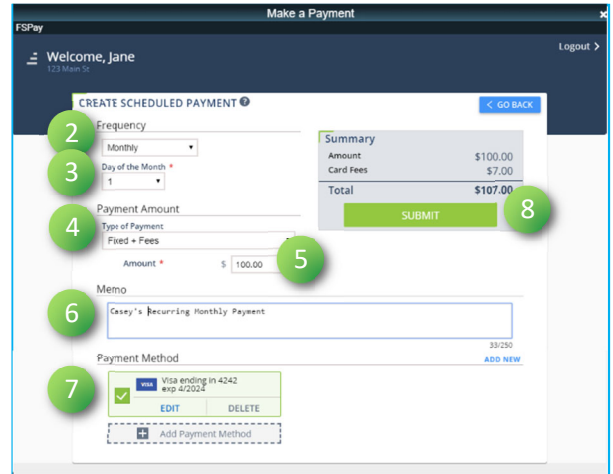 Make a Payment x
FSPay
Logout >
Welcome, Jane
123 Main St
CREATE SCHEDULED PAYMENT ?
< GO BACK
2
Frequency
Monthly
3
Day of the Month *
1
Summary
Amount $100.00
Card Fees $7.00
Total $107.00
SUBMIT
8
4
Payment Amount
Type of Payment
Fixed + Fees
5
Amount * $ 100.00
6
Memo
Casey's Recurring Monthly Payment
33/250
Payment Method
ADD NEW
7
VISA Visa ending in 4242
exp 4/2024
EDIT DELETE
+ Add Payment Method